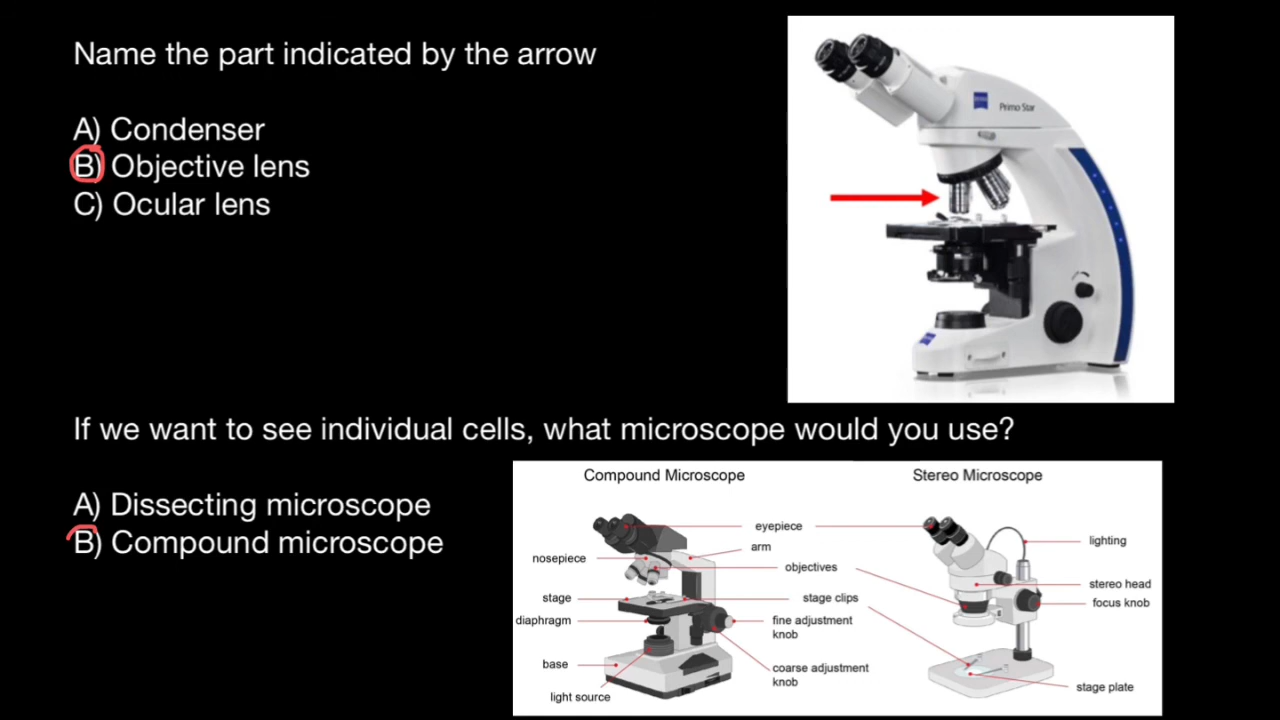 Name the part indicated by the arrow
A) Condenser
B) Objective lens
C) Ocular lens
Primo Star
If we want to see individual cells, what microscope would you use?
A) Dissecting microscope
B) Compound microscope
Compound Microscope
Stereo Microscope
eyepiece
arm
nosepiece
objectives
stage
stage clips
diaphragm
fine adjustment
knob
base
coarse adjustment
knob
light source
lighting
stereo head
focus knob
stage plate